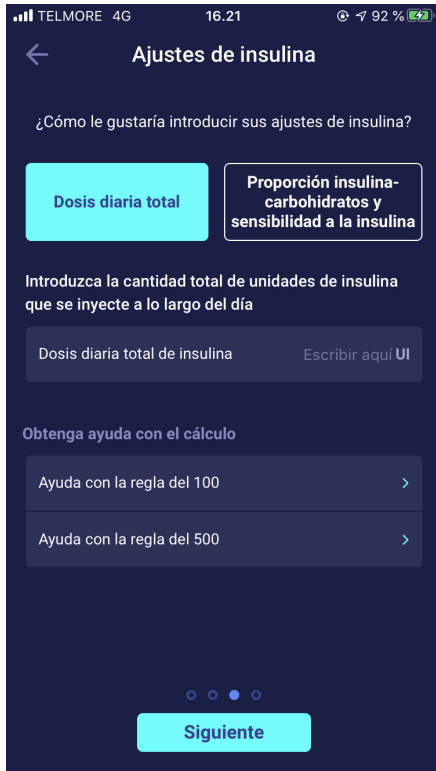 TELMORE 4G 16.21 92 %
Ajustes de insulina
¿Cómo le gustaría introducir sus ajustes de insulina?
Dosis diaria total
Proporción insulina-
carbohidratos y
sensibilidad a la insulina
Introduzca la cantidad total de unidades de insulina
que se inyecte a lo largo del día
Dosis diaria total de insulina Escribir aquí UI
Obtenga ayuda con el cálculo
Ayuda con la regla del 100
Ayuda con la regla del 500
Siguiente